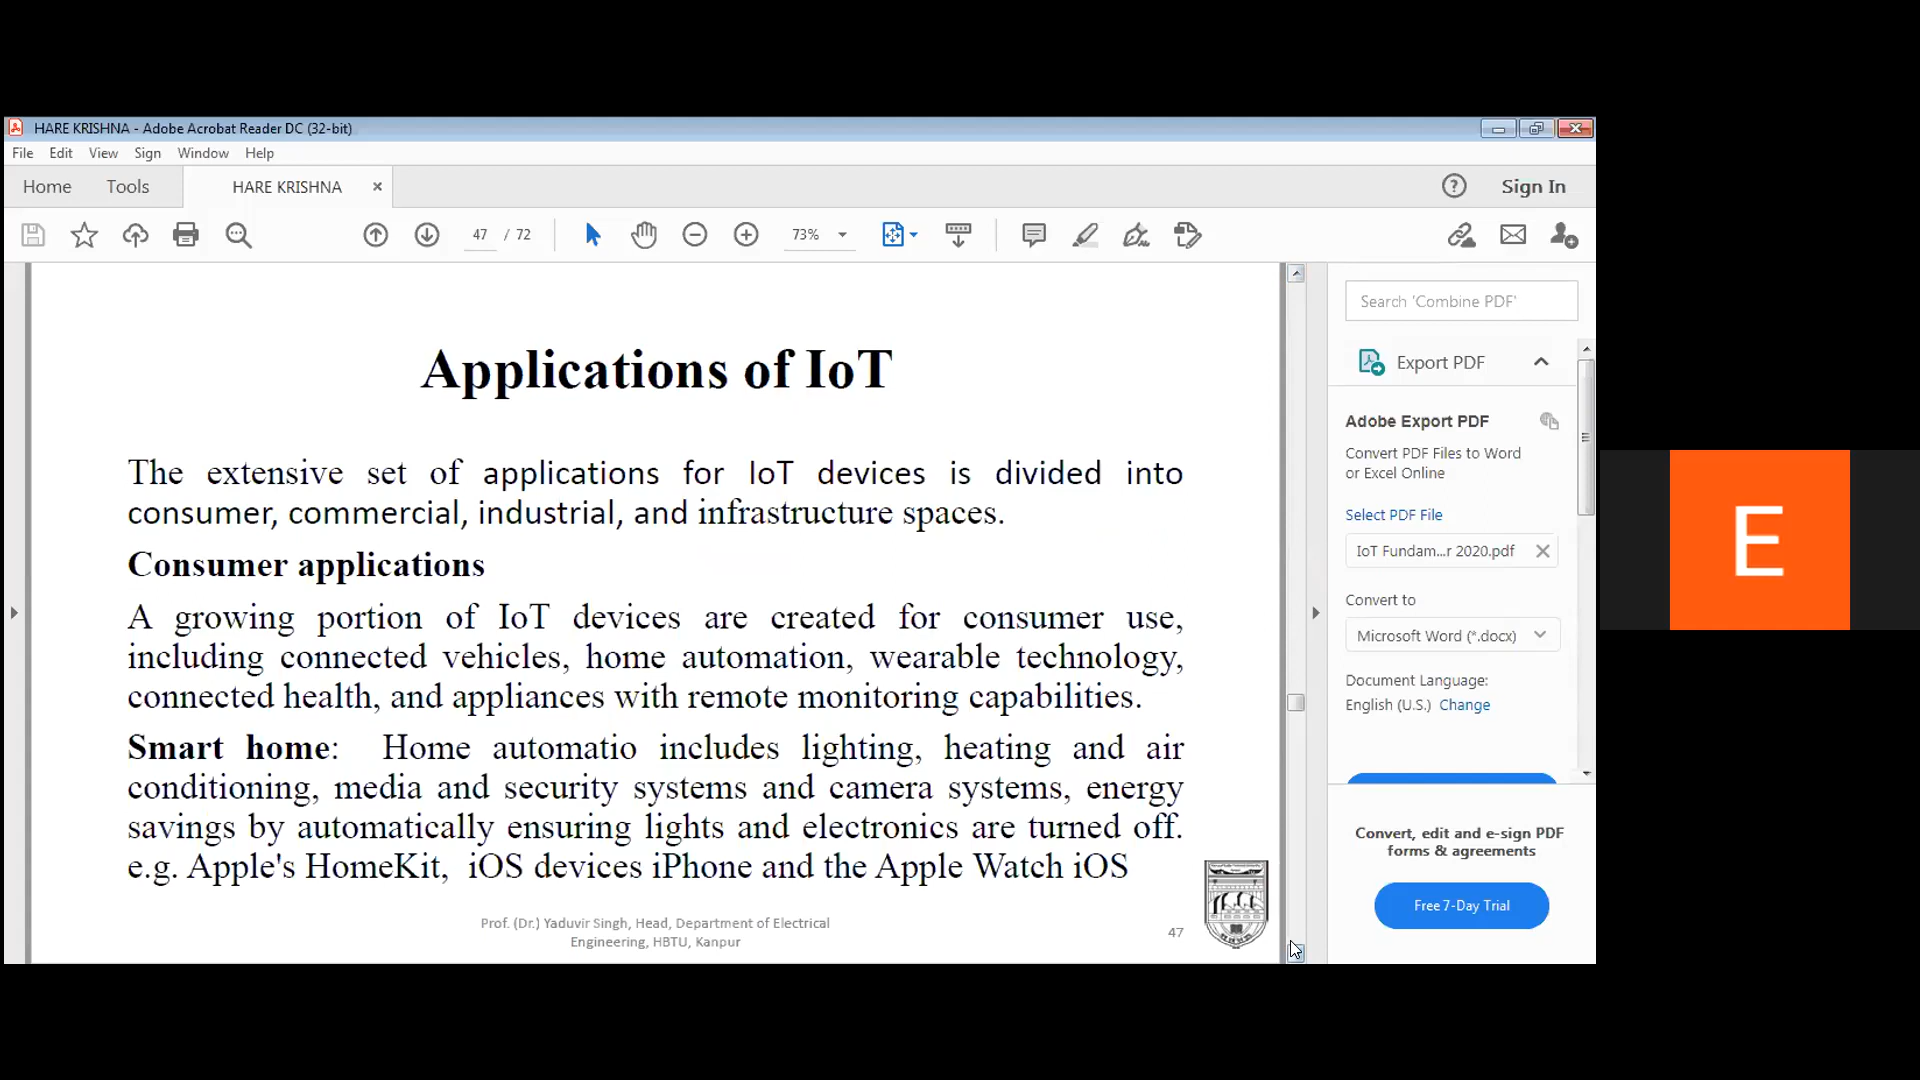 HARE KRISHNA - Adobe Acrobat Reader DC (32-bit)
File Edit View Sign Window Help
Home Tools HARE KRISHNA Sign In
47 / 72 73%
Search 'Combine PDF'
Export PDF
Adobe Export PDF
Convert PDF Files to Word
or Excel Online
Select PDF File
IoT Fundam...r 2020.pdf
Convert to
Microsoft Word (*.docx)
Document Language:
English (U.S.) Change
Convert, edit and e-sign PDF
forms & agreements
Free 7-Day Trial
Applications of IoT
The extensive set of applications for IoT devices is divided into
consumer, commercial, industrial, and infrastructure spaces.
Consumer applications
A growing portion of IoT devices are created for consumer use,
including connected vehicles, home automation, wearable technology,
connected health, and appliances with remote monitoring capabilities.
Smart home: Home automatio includes lighting, heating and air
conditioning, media and security systems and camera systems, energy
savings by automatically ensuring lights and electronics are turned off.
e.g. Apple's HomeKit, iOS devices iPhone and the Apple Watch iOS
Prof. (Dr.) Yaduvir Singh, Head, Department of Electrical
Engineering, HBTU, Kanpur
47
E